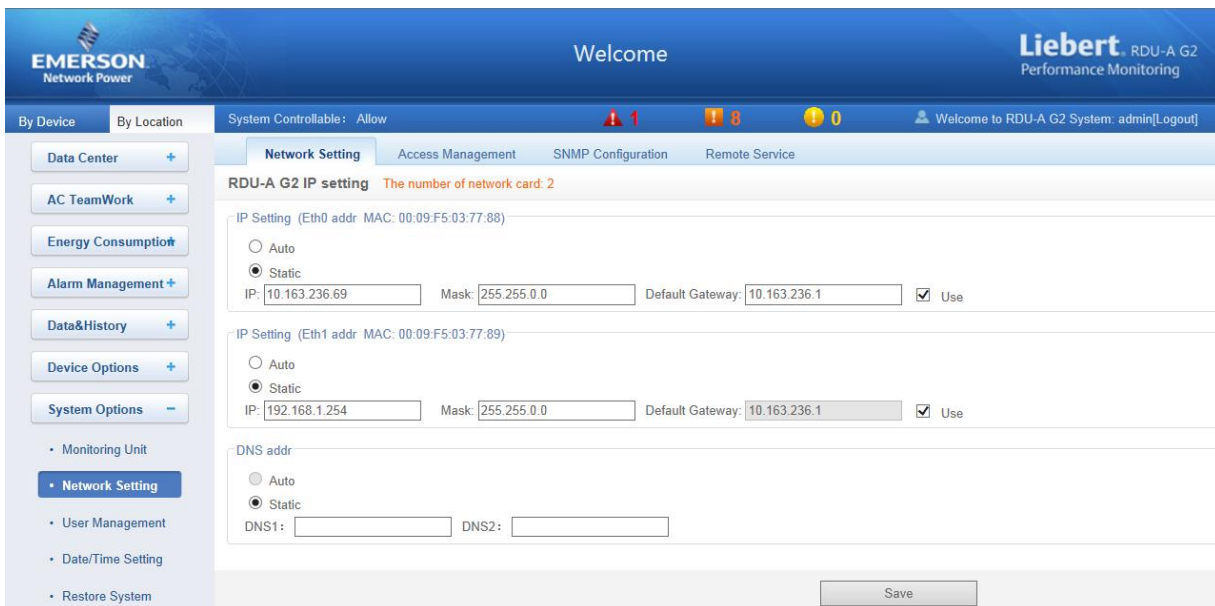 EMERSON
Network Power
Welcome
Liebert® RDU-A G2
Performance Monitoring
By Device By Location
System Controllable: Allow 1 8 0 Welcome to RDU-A G2 System: admin[Logout]
Data Center +
AC TeamWork +
Energy Consumption+
Alarm Management +
Data&History +
Device Options +
System Options −
• Monitoring Unit
• Network Setting
• User Management
• Date/Time Setting
• Restore System
Network Setting Access Management SNMP Configuration Remote Service
RDU-A G2 IP setting The number of network card: 2
IP Setting (Eth0 addr MAC: 00:09:F5:03:77:88)
Auto
Static
IP: 10.163.236.69 Mask: 255.255.0.0 Default Gateway: 10.163.236.1 Use
IP Setting (Eth1 addr MAC: 00:09:F5:03:77:89)
Auto
Static
IP: 192.168.1.254 Mask: 255.255.0.0 Default Gateway: 10.163.236.1 Use
DNS addr
Auto
Static
DNS1: DNS2:
Save